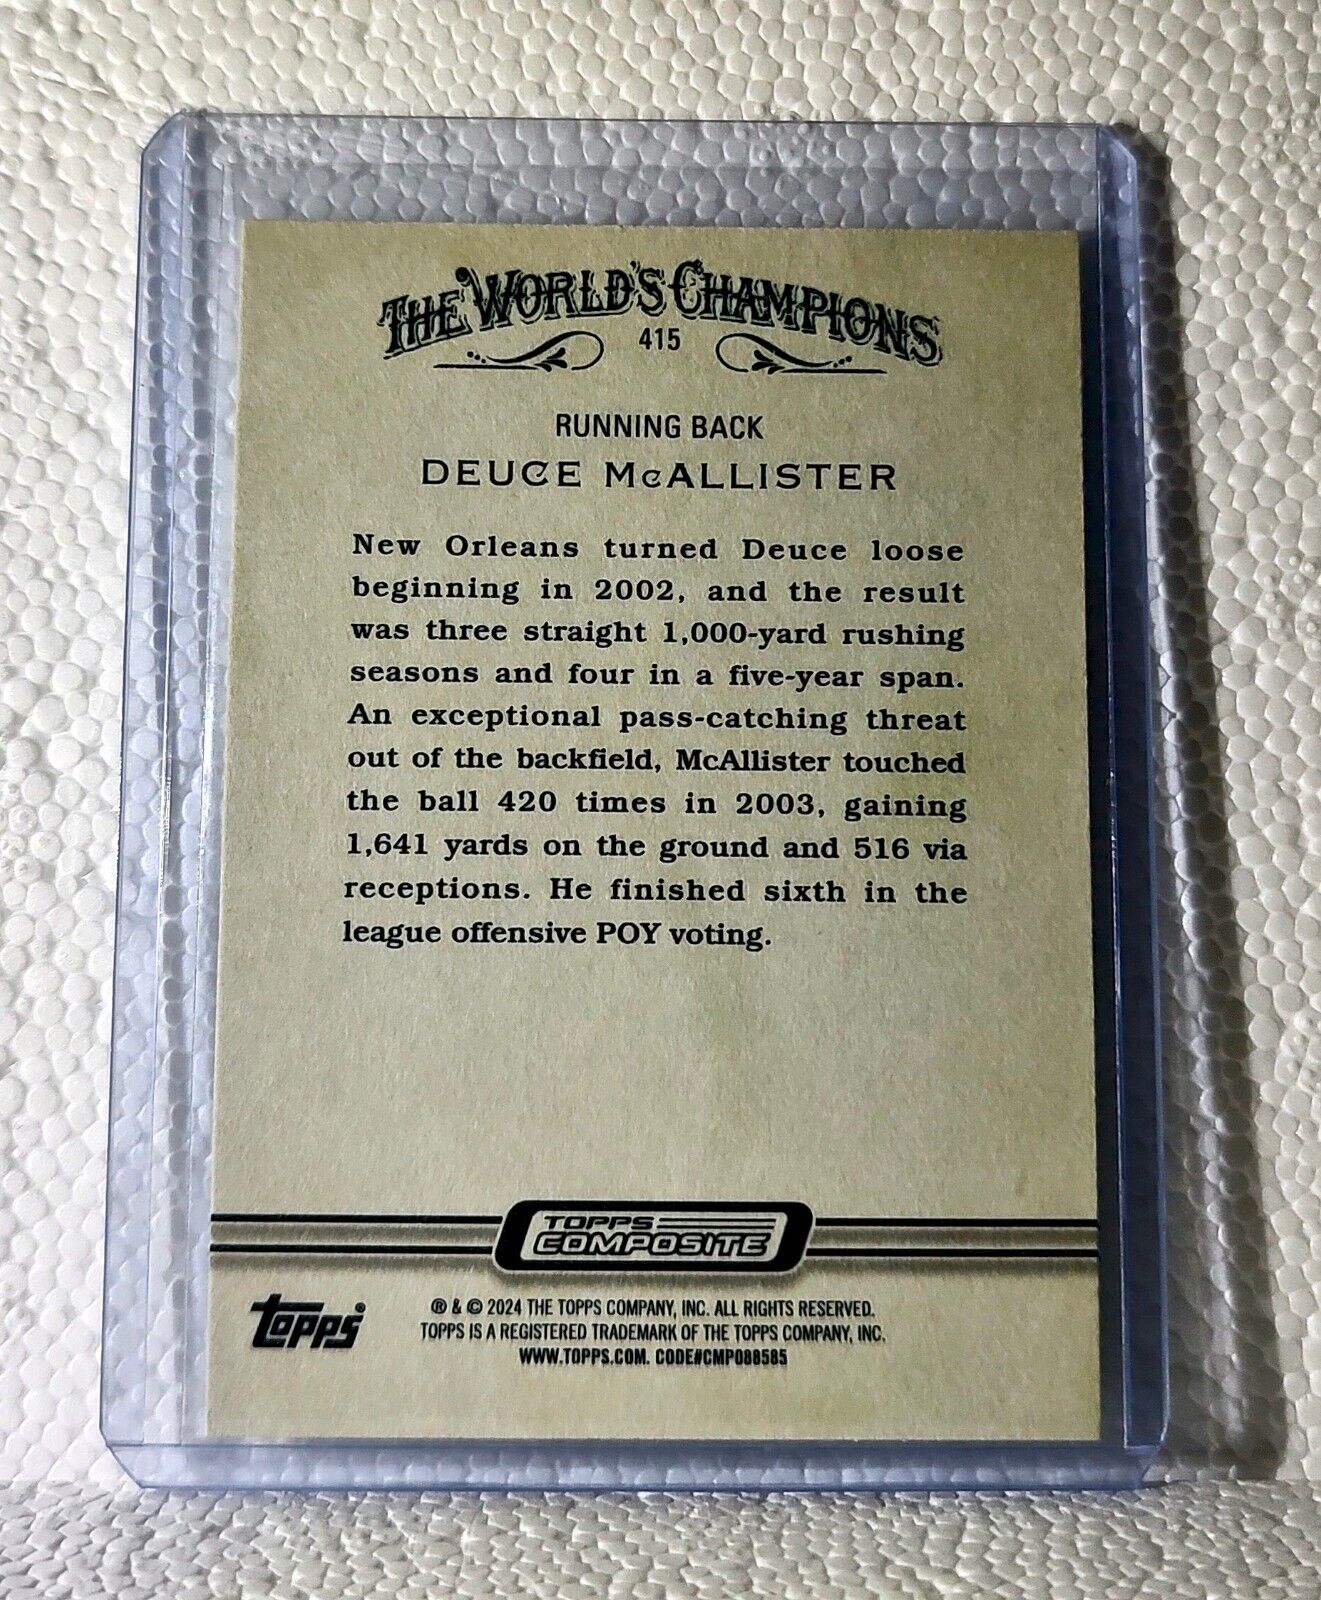 THE WORLD'S CHAMPIONS
415
RUNNING BACK
DEUCE McALLISTER
New Orleans turned Deuce loose
beginning in 2002, and the result
was three straight 1,000-yard rushing
seasons and four in a five-year span.
An exceptional pass-catching threat
out of the backfield, McAllister touched
the ball 420 times in 2003, gaining
1,641 yards on the ground and 516 via
receptions. He finished sixth in the
league offensive POY voting.
TOPPS
COMPOSITE
topps®
® & © 2024 THE TOPPS COMPANY, INC. ALL RIGHTS RESERVED.
TOPPS IS A REGISTERED TRADEMARK OF THE TOPPS COMPANY, INC.
WWW.TOPPS.COM. CODE#CMP088585